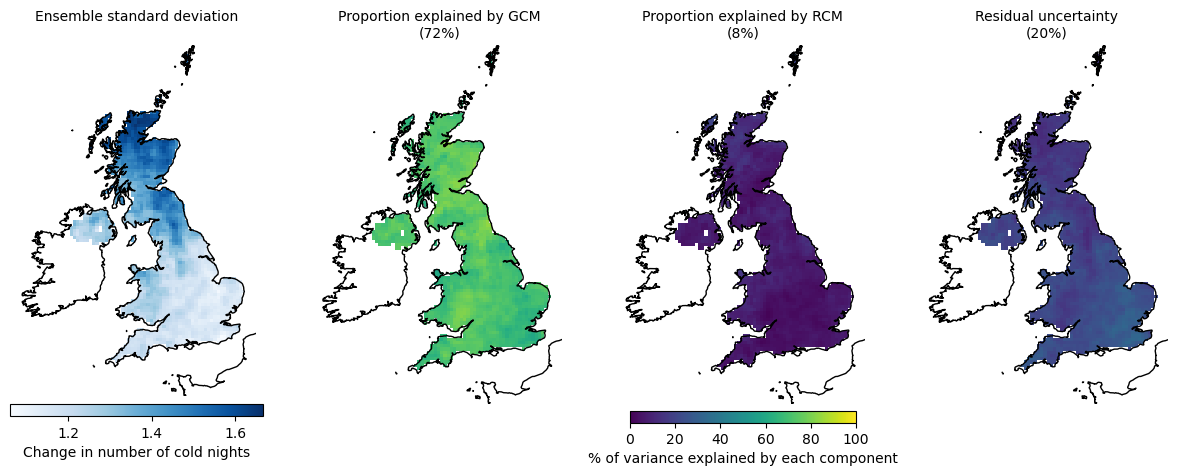 Ensemble standard deviation
Proportion explained by GCM
(72%)
Proportion explained by RCM
(8%)
Residual uncertainty
(20%)
1.2 1.4 1.6
Change in number of cold nights
0 20 40 60 80 100
% of variance explained by each component